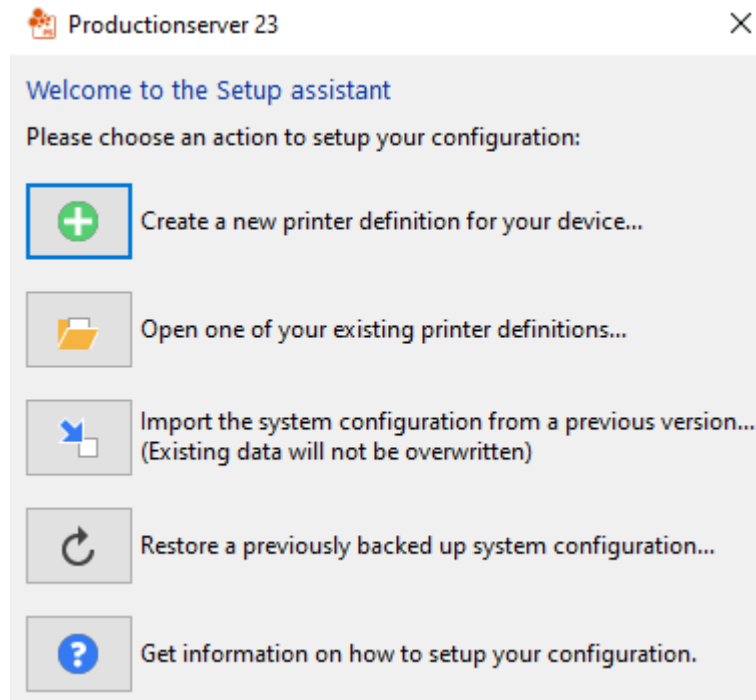 Productionserver 23
Welcome to the Setup assistant
Please choose an action to setup your configuration:
Create a new printer definition for your device...
Open one of your existing printer definitions...
Import the system configuration from a previous version...
(Existing data will not be overwritten)
Restore a previously backed up system configuration...
Get information on how to setup your configuration.